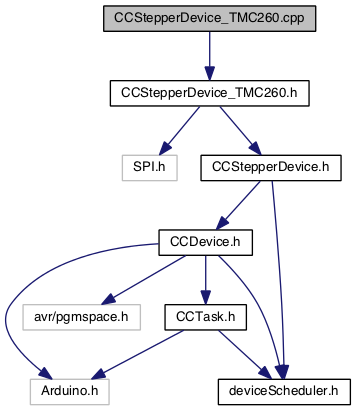 CCStepperDevice_TMC260.cpp
CCStepperDevice_TMC260.h
SPI.h
CCStepperDevice.h
CCDevice.h
avr/pgmspace.h
CCTask.h
Arduino.h
deviceScheduler.h